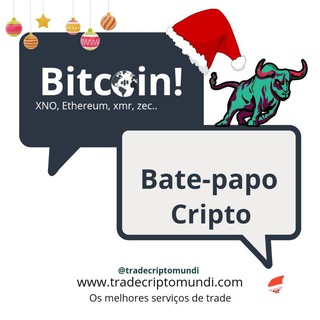 Bitcoin!
XNO, Ethereum, xmr, zec..
Bate-papo
Cripto
@tradecriptomundi
www.tradecriptomundi.com
Os melhores serviços de trade